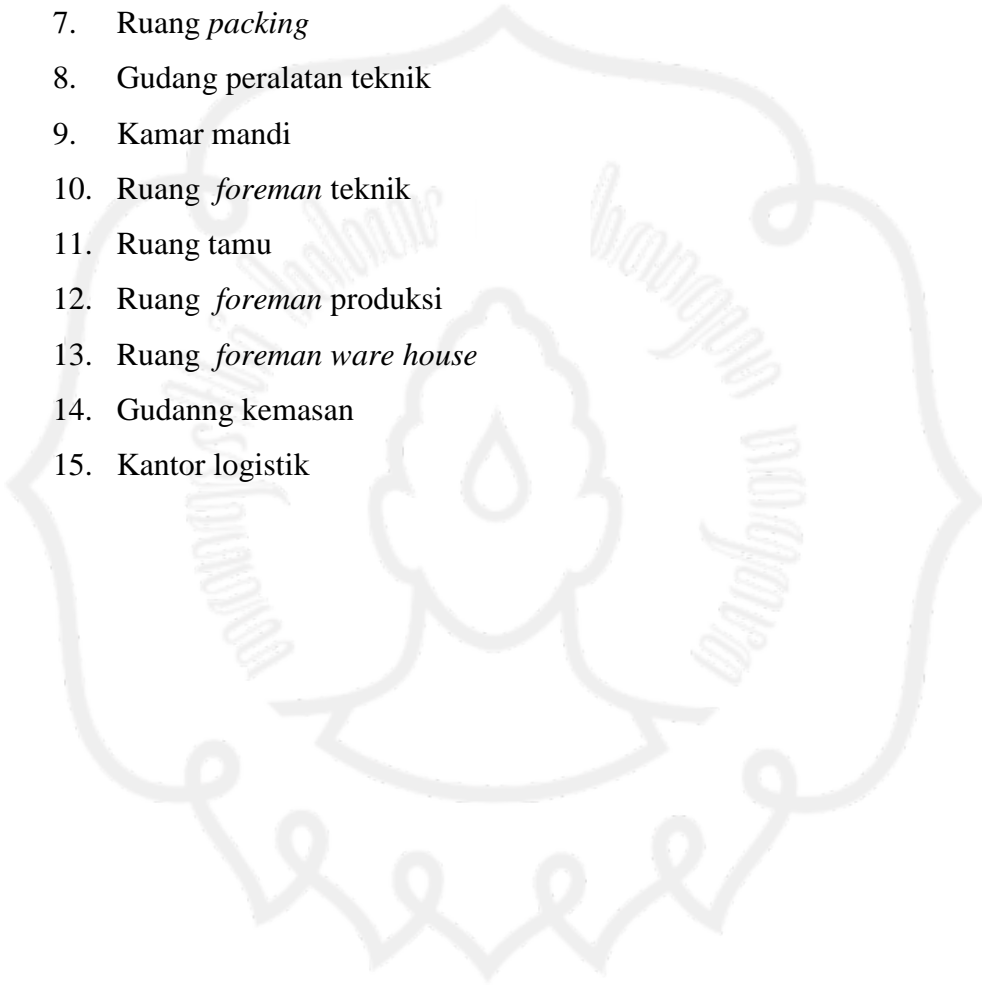 7. Ruang packing
8. Gudang peralatan teknik
9. Kamar mandi
10. Ruang foreman teknik
11. Ruang tamu
12. Ruang foreman produksi
13. Ruang foreman ware house
14. Gudanng kemasan
15. Kantor logistik